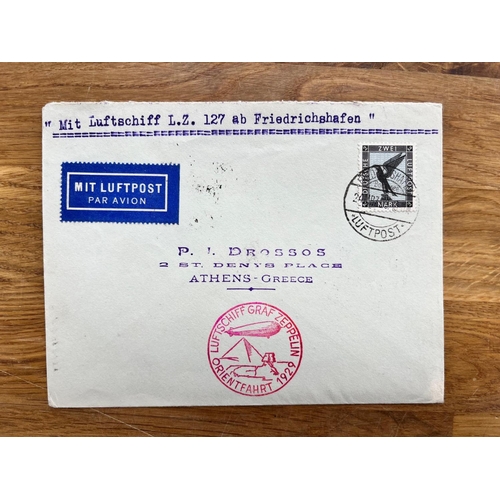 " Mit Luftschiff L.Z. 127 ab Friedrichshafen "
MIT LUFTPOST
PAR AVION
ZWEI
MARK
LUFTPOST
P. J. DROSSOS
2 ST. DENYS PLACE
ATHENS-GREECE
LUFTSCHIFF GRAF ZEPPELIN
ORIENTFAHRT 1929